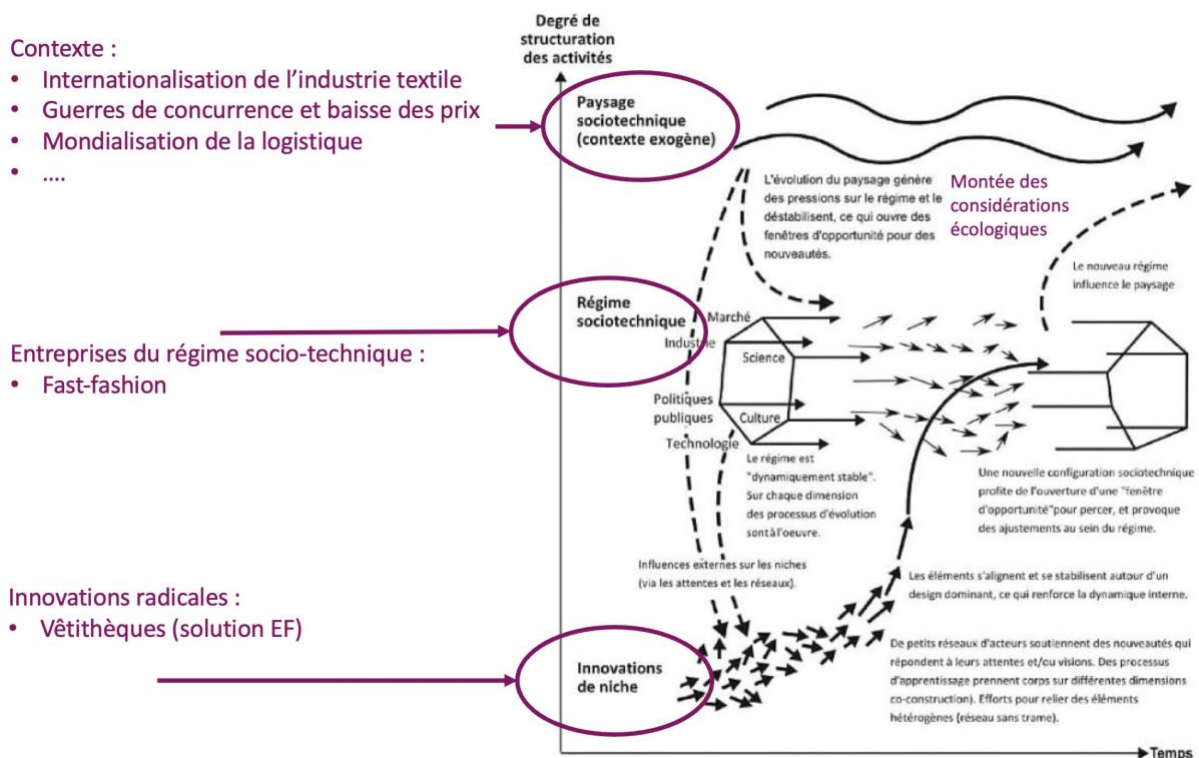 Contexte :
• Internationalisation de l'industrie textile
• Guerres de concurrence et baisse des prix
• Mondialisation de la logistique
• ....
Entreprises du régime socio-technique :
• Fast-fashion
Innovations radicales :
• Vêtithèques (solution EF)
Degré de
structuration
des activités
Paysage
sociotechnique
(contexte exogène)
L'évolution du paysage génère
des pressions sur le régime et le
déstabilisent, ce qui ouvre des
fenêtres d'opportunité pour des
nouveautés.
Montée des
considérations
écologiques
Le nouveau régime
influence le paysage
Régime
sociotechnique
Marché
Industrie
Science
Politiques
publiques
Culture
Technologie
Le régime est
"dynamiquement stable".
Sur chaque dimension
des processus d'évolution
sont à l'oeuvre.
Une nouvelle configuration sociotechnique
profite de l'ouverture d'une "fenêtre
d'opportunité" pour percer, et provoque
des ajustements au sein du régime.
Influences externes sur les niches
(via les attentes et les réseaux).
Les éléments s'alignent et se stabilisent autour d'un
design dominant, ce qui renforce la dynamique interne.
Innovations
de niche
De petits réseaux d'acteurs soutiennent des nouveautés qui
répondent à leurs attentes et/ou visions. Des processus
d'apprentissage prennent corps sur différentes dimensions
co-construction). Efforts pour relier des éléments
hétérogènes (réseau sans trame).
Temps